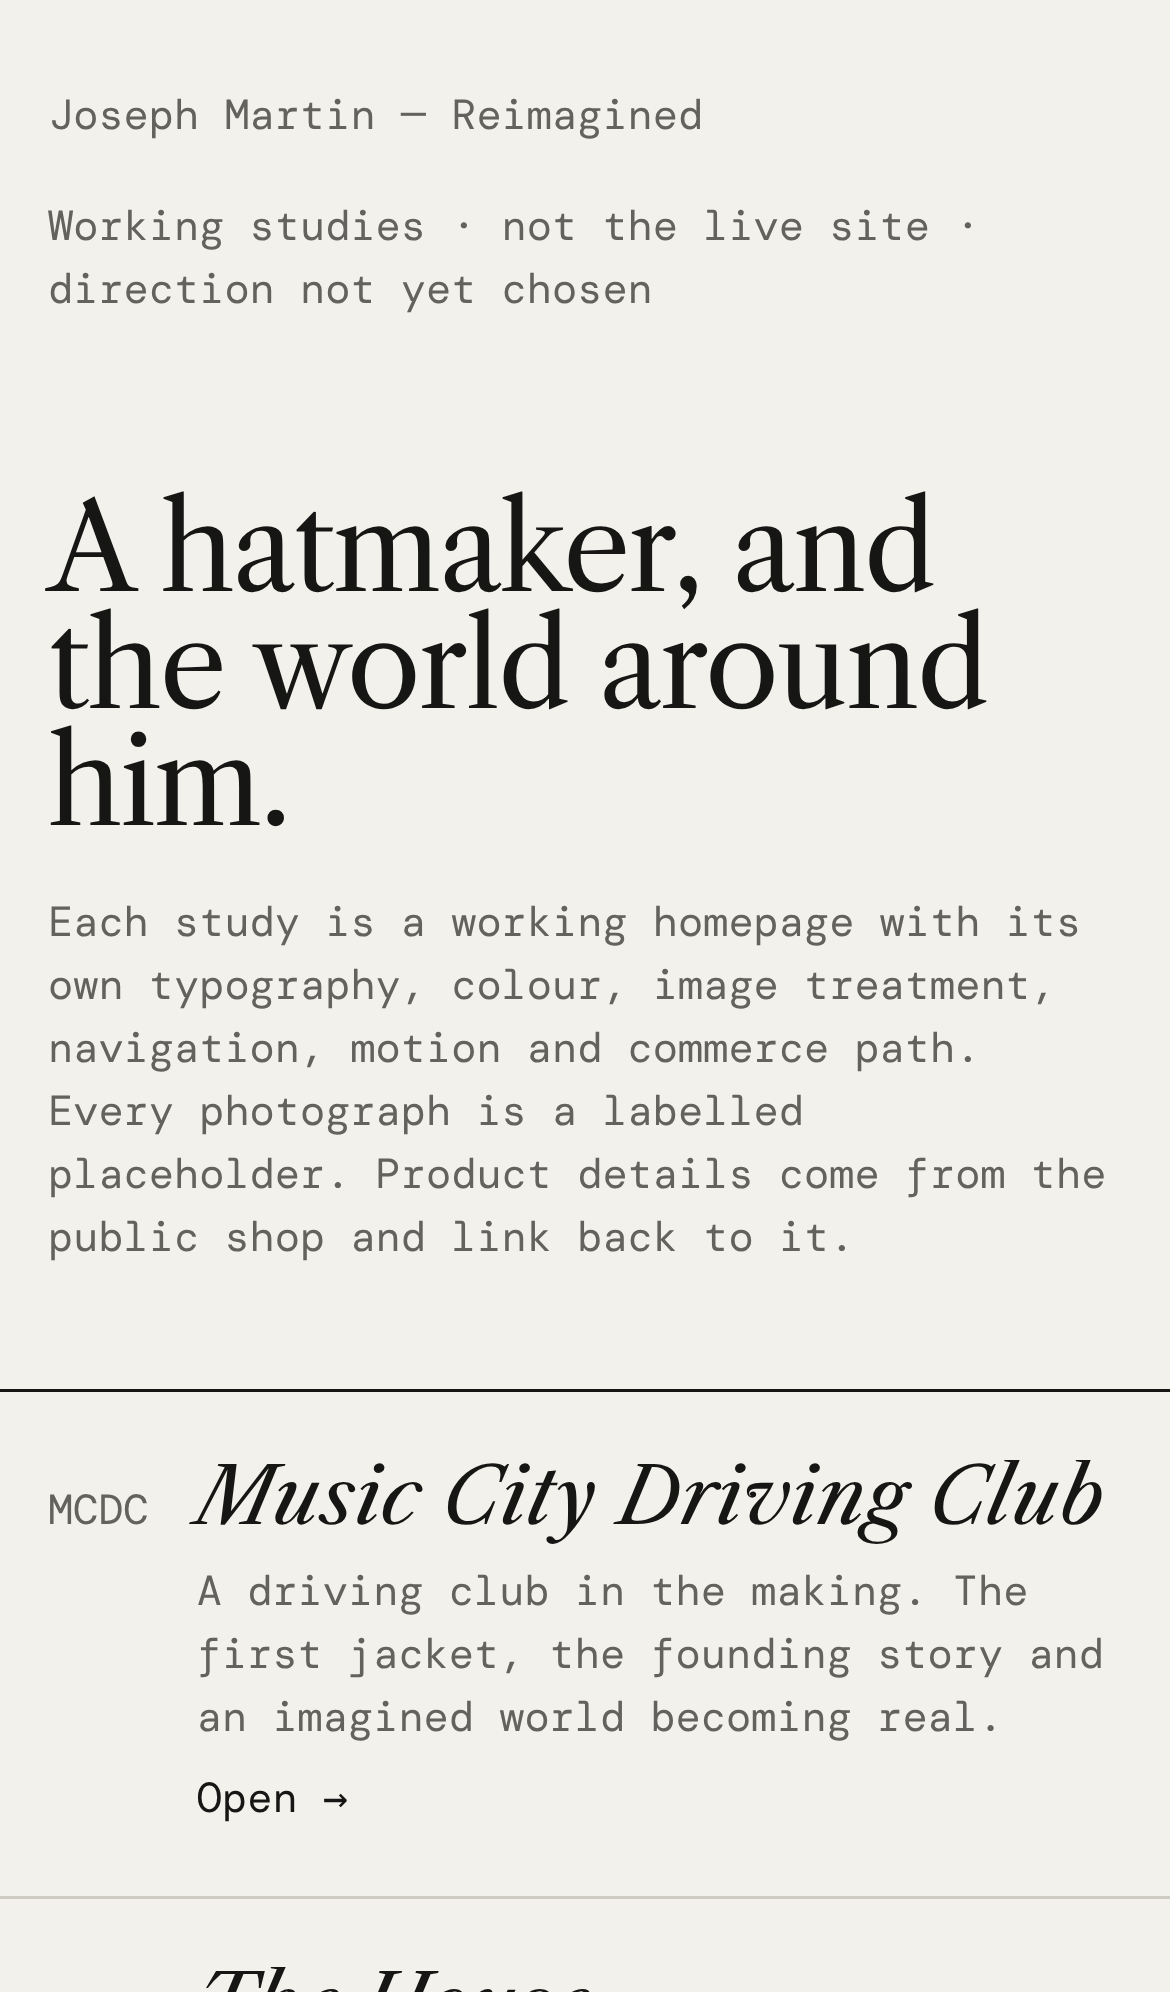 Joseph Martin — Reimagined
Working studies · not the live site ·
direction not yet chosen
A hatmaker, and
the world around
him.
Each study is a working homepage with its
own typography, colour, image treatment,
navigation, motion and commerce path.
Every photograph is a labelled
placeholder. Product details come from the
public shop and link back to it.
MCDC Music City Driving Club
A driving club in the making. The
first jacket, the founding story and
an imagined world becoming real.
Open →
The House